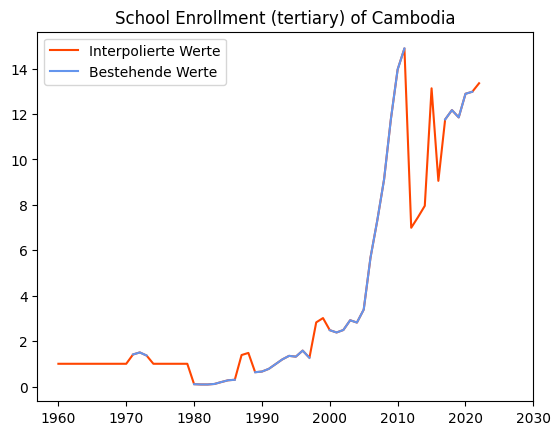 School Enrollment (tertiary) of Cambodia
Interpolierte Werte
Bestehende Werte
14
12
10
8
6
4
2
0
1960 1970 1980 1990 2000 2010 2020 2030